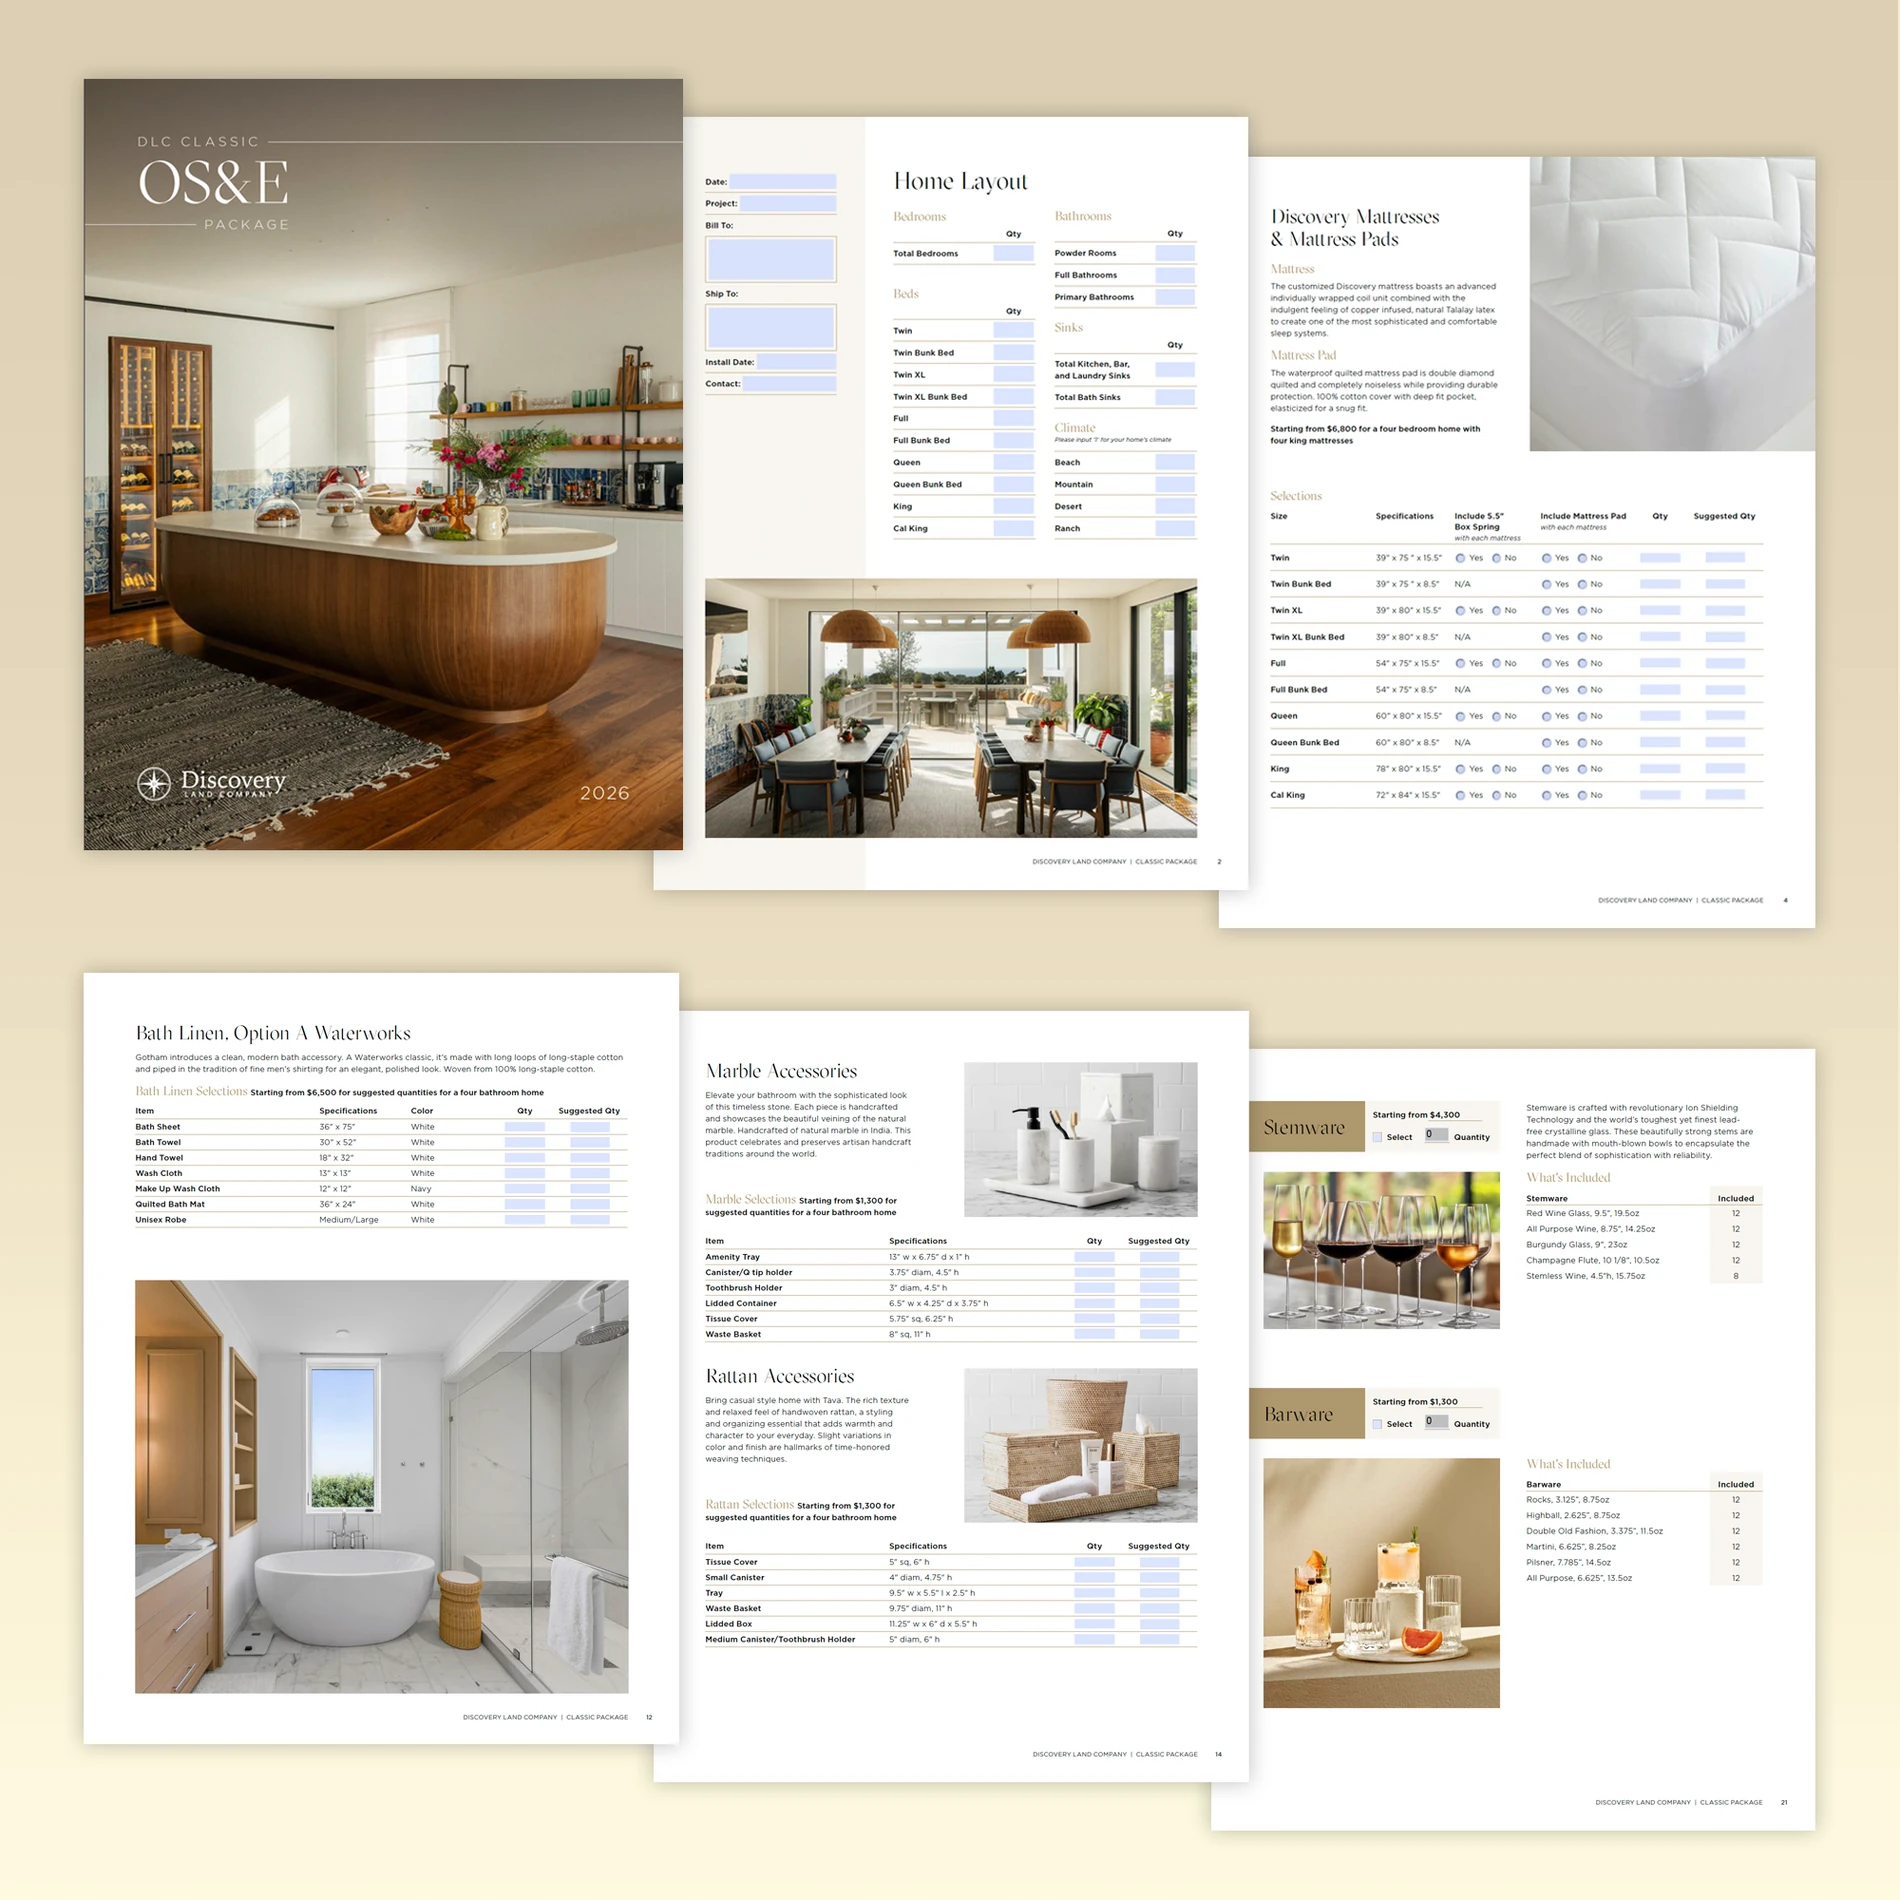 DLC CLASSIC
OS&E
PACKAGE
Discovery
LAND COMPANY
2026
Date:
Project:
Bill To:
Ship To:
Install Date:
Contact:
Home Layout
Bedrooms
Qty
Total Bedrooms
Beds
Qty
Twin
Twin Bunk Bed
Twin XL
Twin XL Bunk Bed
Full
Full Bunk Bed
Queen
Queen Bunk Bed
King
Cal King
Bathrooms
Qty
Powder Rooms
Full Bathrooms
Primary Bathrooms
Sinks
Qty
Total Kitchen, Bar,
and Laundry Sinks
Total Bath Sinks
Climate
Please input '1' for your home's climate
Beach
Mountain
Desert
Ranch
DISCOVERY LAND COMPANY | CLASSIC PACKAGE 2
Discovery Mattresses
& Mattress Pads
Mattress
The customized Discovery mattress boasts an advanced
individually wrapped coil unit combined with the
indulgent feeling of copper infused, natural Talalay latex
to create one of the most sophisticated and comfortable
sleep systems.
Mattress Pad
The waterproof quilted mattress pad is double diamond
quilted and completely noiseless while providing durable
protection. 100% cotton cover with deep fit pocket,
elasticized for a snug fit.
Starting from $6,800 for a four bedroom home with
four king mattresses
Selections
Size Specifications Include 5.5" Include Mattress Pad Qty Suggested Qty
Box Spring with each mattress
with each mattress
Twin 39" x 75 " x 15.5" Yes No Yes No
Twin Bunk Bed 39" x 75 " x 8.5" N/A Yes No
Twin XL 39" x 80" x 15.5" Yes No Yes No
Twin XL Bunk Bed 39" x 80" x 8.5" N/A Yes No
Full 54" x 75" x 15.5" Yes No Yes No
Full Bunk Bed 54" x 75" x 8.5" N/A Yes No
Queen 60" x 80" x 15.5" Yes No Yes No
Queen Bunk Bed 60" x 80" x 8.5" N/A Yes No
King 78" x 80" x 15.5" Yes No Yes No
Cal King 72" x 84" x 15.5" Yes No Yes No
DISCOVERY LAND COMPANY | CLASSIC PACKAGE 4
Bath Linen, Option A Waterworks
Gotham introduces a clean, modern bath accessory. A Waterworks classic, it's made with long loops of long-staple cotton
and piped in the tradition of fine men's shirting for an elegant, polished look. Woven from 100% long-staple cotton.
Bath Linen Selections Starting from $6,500 for suggested quantities for a four bathroom home
Item Specifications Color Qty Suggested Qty
Bath Sheet 36" x 75" White
Bath Towel 30" x 52" White
Hand Towel 18" x 32" White
Wash Cloth 13" x 13" White
Make Up Wash Cloth 12" x 12" Navy
Quilted Bath Mat 36" x 24" White
Unisex Robe Medium/Large White
DISCOVERY LAND COMPANY | CLASSIC PACKAGE 12
Marble Accessories
Elevate your bathroom with the sophisticated look
of this timeless stone. Each piece is handcrafted
and showcases the beautiful veining of the natural
marble. Handcrafted of natural marble in India. This
product celebrates and preserves artisan handcraft
traditions around the world.
Marble Selections Starting from $1,300 for
suggested quantities for a four bathroom home
Item Specifications Qty Suggested Qty
Amenity Tray 13" w x 6.75" d x 1" h
Canister/Q tip holder 3.75" diam, 4.5" h
Toothbrush Holder 3" diam, 4.5" h
Lidded Container 6.5" w x 4.25" d x 3.75" h
Tissue Cover 5.75" sq, 6.25" h
Waste Basket 8" sq, 11" h
Rattan Accessories
Bring casual style home with Tava. The rich texture
and relaxed feel of handwoven rattan, a styling
and organizing essential that adds warmth and
character to your everyday. Slight variations in
color and finish are hallmarks of time-honored
weaving techniques.
Rattan Selections Starting from $1,300 for
suggested quantities for a four bathroom home
Item Specifications Qty Suggested Qty
Tissue Cover 5" sq, 6" h
Small Canister 4" diam, 4.75" h
Tray 9.5" w x 5.5" l x 2.5" h
Waste Basket 9.75" diam, 11" h
Lidded Box 11.25" w x 6" d x 5.5" h
Medium Canister/Toothbrush Holder 5" diam, 6" h
DISCOVERY LAND COMPANY | CLASSIC PACKAGE 14
Stemware
Starting from $4,300
Select 0 Quantity
Stemware is crafted with revolutionary Ion Shielding
Technology and the world's toughest yet finest lead-
free crystalline glass. These beautifully strong stems are
handmade with mouth-blown bowls to encapsulate the
perfect blend of sophistication with reliability.
What's Included
Stemware Included
Red Wine Glass, 9.5", 19.5oz 12
All Purpose Wine, 8.75", 14.25oz 12
Burgundy Glass, 9", 23oz 12
Champagne Flute, 10 1/8", 10.5oz 12
Stemless Wine, 4.5"h, 15.75oz 8
Barware
Starting from $1,300
Select 0 Quantity
What's Included
Barware Included
Rocks, 3.125", 8.75oz 12
Highball, 2.625", 8.75oz 12
Double Old Fashion, 3.375", 11.5oz 12
Martini, 6.625", 8.25oz 12
Pilsner, 7.785", 14.5oz 12
All Purpose, 6.625", 13.5oz 12
DISCOVERY LAND COMPANY | CLASSIC PACKAGE 21